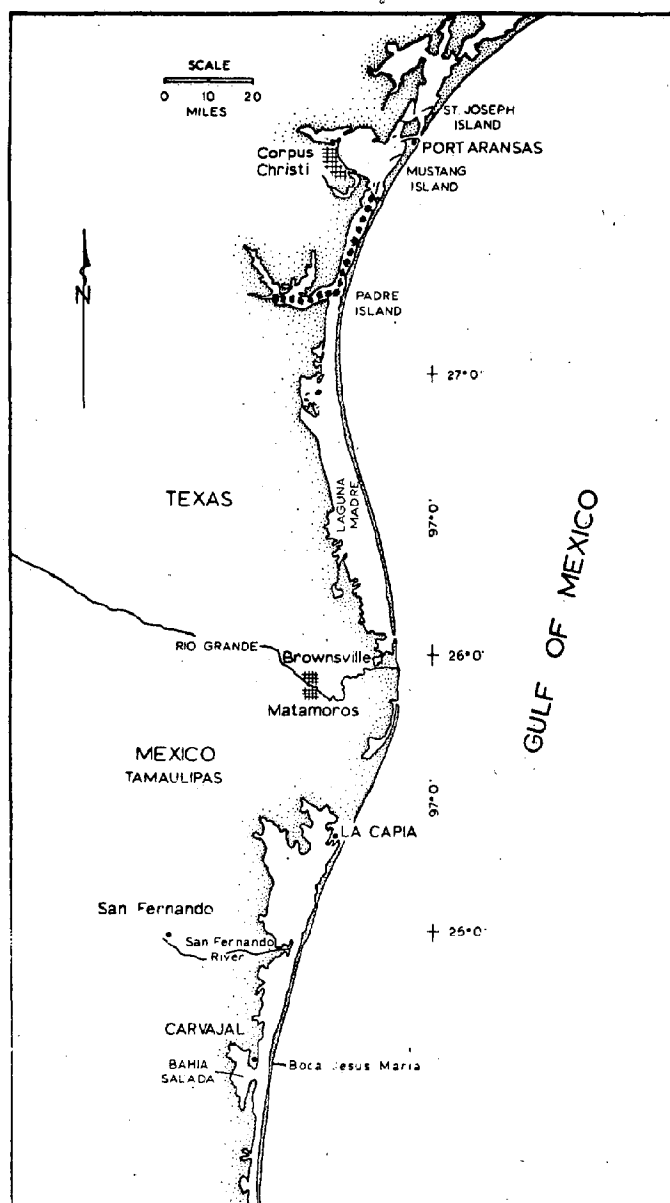 SCALE
0 10 20
MILES
ST. JOSEPH
ISLAND
PORT ARANSAS
Corpus
Christi
MUSTANG
ISLAND
N
PADRE
ISLAND
27°0'
TEXAS
LAGUNA
MADRE
97°0'
GULF OF MEXICO
RIO GRANDE
Brownsville
26°0'
Matamoros
MEXICO
TAMAULIPAS
97°0'
LA CAPIA
San Fernando
25°0'
San Fernando
River
CARVAJAL
BAHIA
SALADA
Boca Jesus Maria